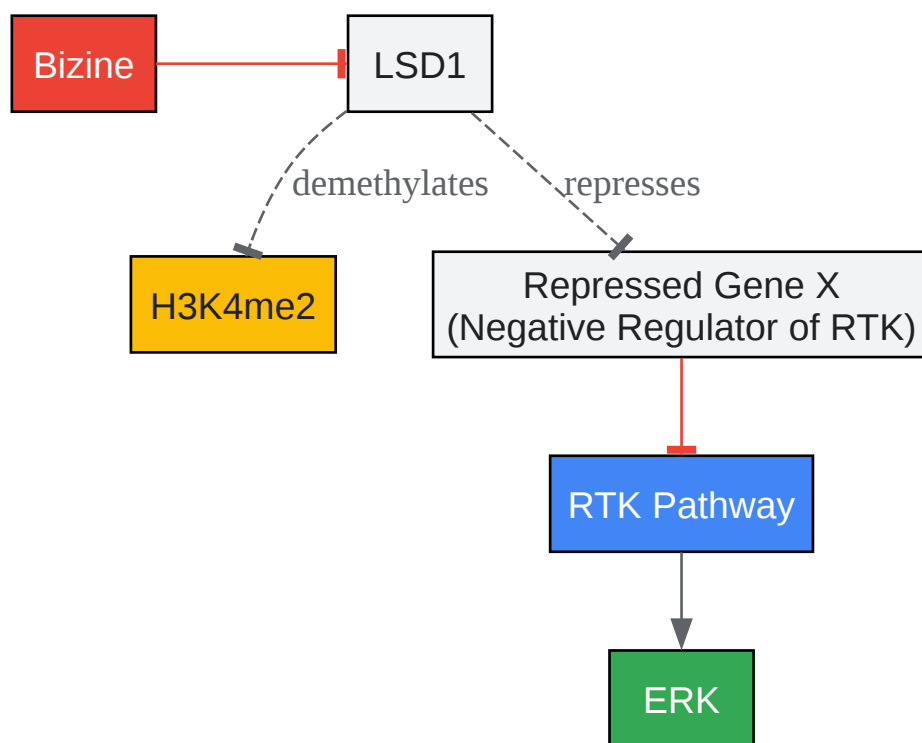 Bizine
LSD1
demethylates
represses
H3K4me2
Repressed Gene X
(Negative Regulator of RTK)
RTK Pathway
ERK